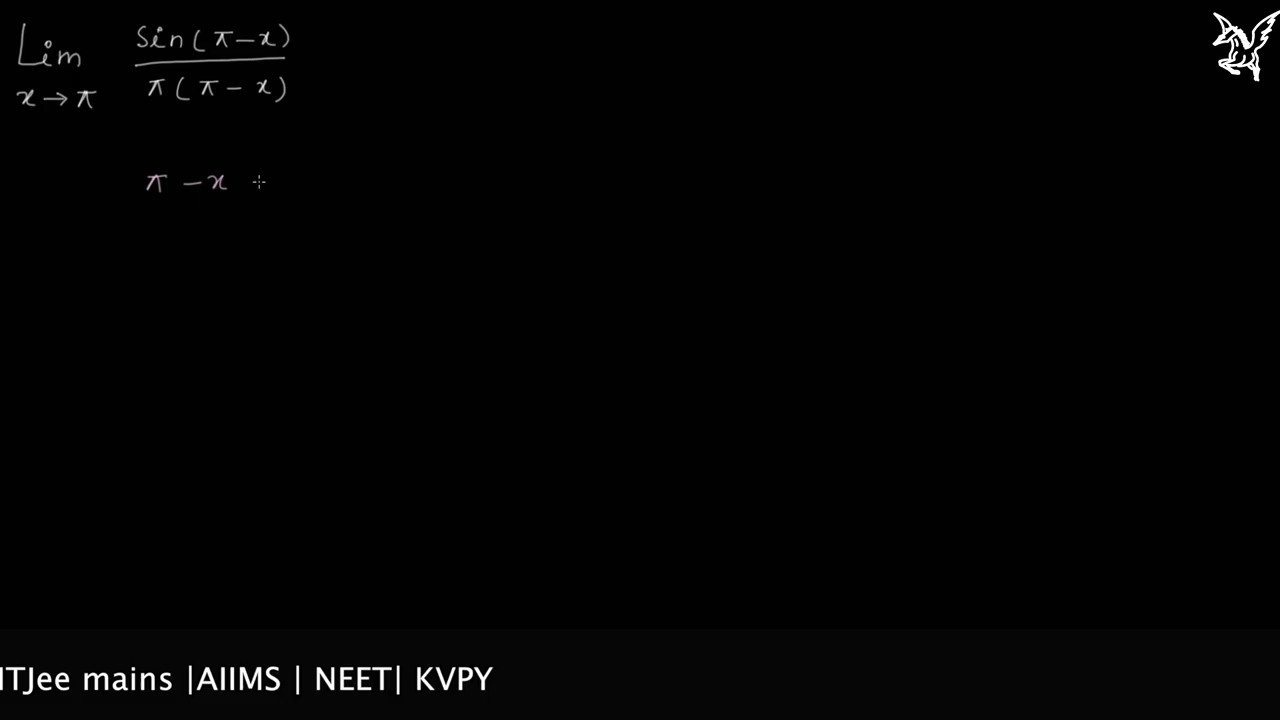 Lim Sin(π-x)
x→π π(π-x)
π-x
ITJee mains |AIIMS | NEET| KVPY